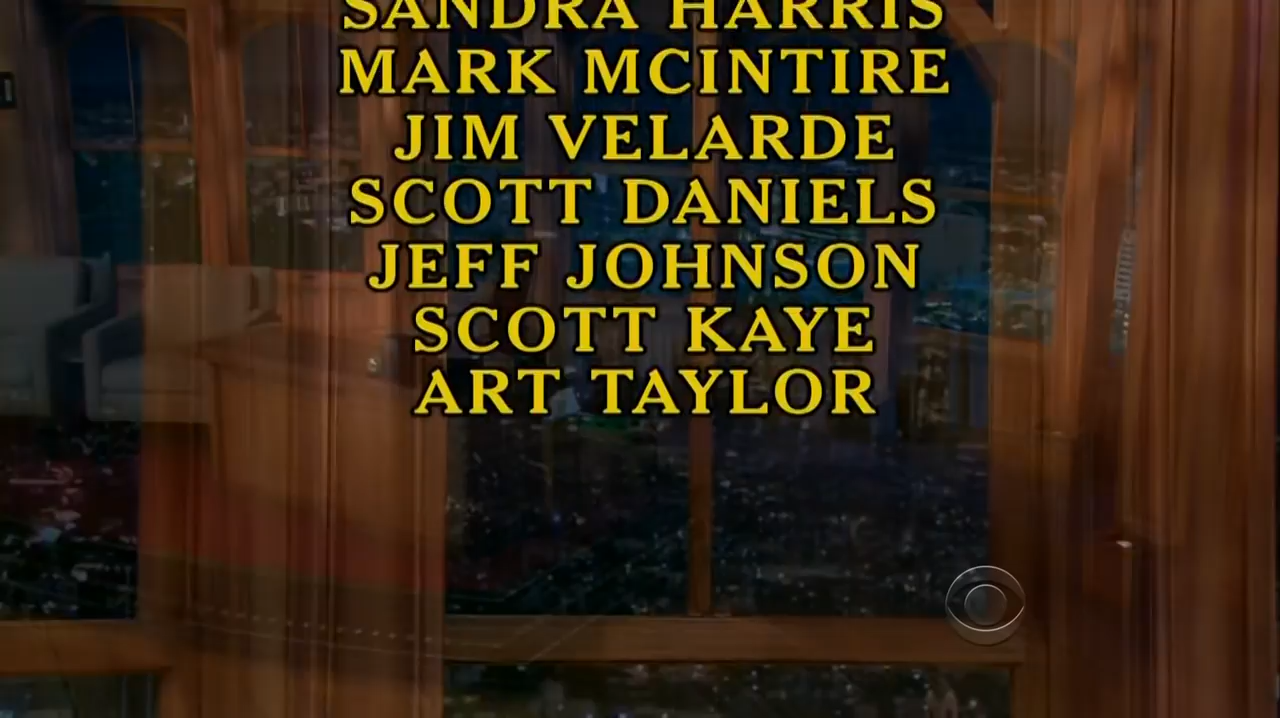 SANDRA HARRIS
MARK MCINTIRE
JIM VELARDE
SCOTT DANIELS
JEFF JOHNSON
SCOTT KAYE
ART TAYLOR